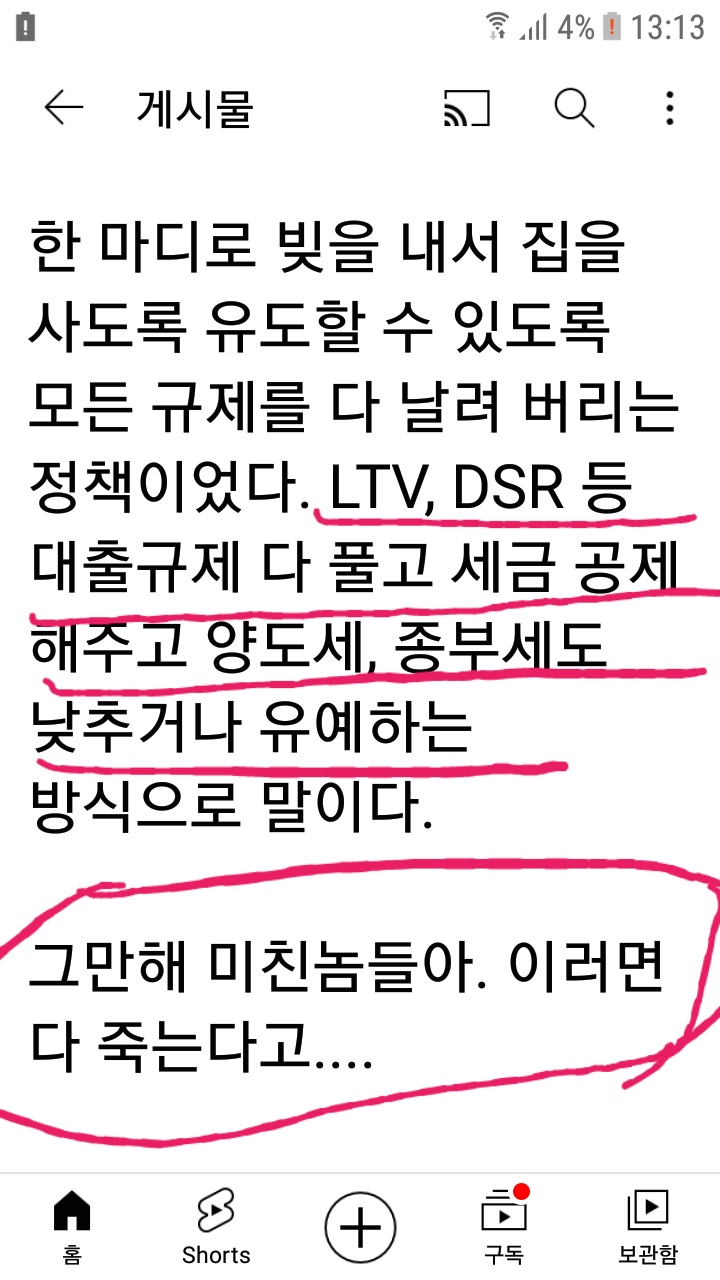 4% 13:13
게시물
한 마디로 빚을 내서 집을
사도록 유도할 수 있도록
모든 규제를 다 날려 버리는
정책이었다. LTV, DSR 등
대출규제 다 풀고 세금 공제
해주고 양도세, 종부세도
낮추거나 유예하는
방식으로 말이다.
그만해 미친놈들아. 이러면
다 죽는다고....
홈 Shorts 구독 보관함